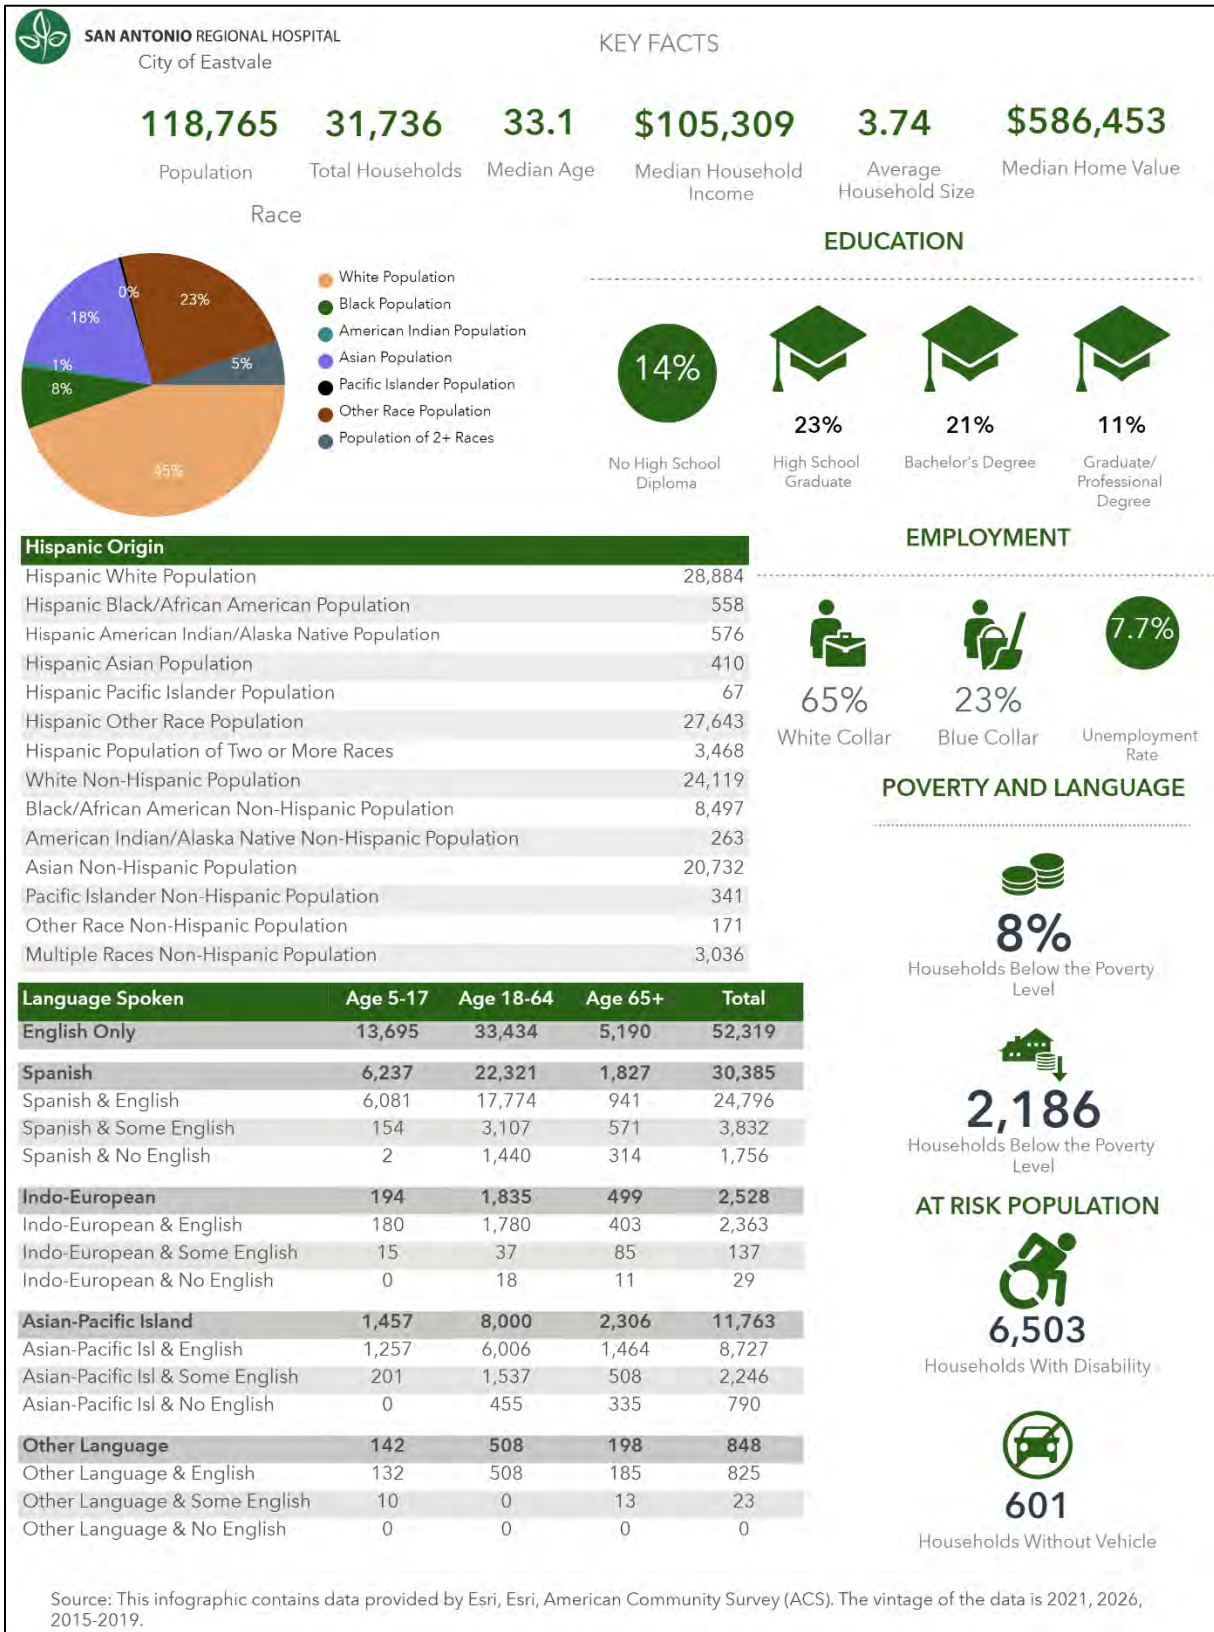 SAN ANTONIO REGIONAL HOSPITAL
City of Eastvale
KEY FACTS
118,765
Population
31,736
Total Households
33.1
Median Age
$105,309
Median Household
Income
3.74
Average
Household Size
$586,453
Median Home Value
Race
0%
23%
18%
5%
1%
8%
45%
White Population
Black Population
American Indian Population
Asian Population
Pacific Islander Population
Other Race Population
Population of 2+ Races
EDUCATION
14%
No High School
Diploma
23%
High School
Graduate
21%
Bachelor's Degree
11%
Graduate/
Professional
Degree
Hispanic Origin
Hispanic White Population 28,884
Hispanic Black/African American Population 558
Hispanic American Indian/Alaska Native Population 576
Hispanic Asian Population 410
Hispanic Pacific Islander Population 67
Hispanic Other Race Population 27,643
Hispanic Population of Two or More Races 3,468
White Non-Hispanic Population 24,119
Black/African American Non-Hispanic Population 8,497
American Indian/Alaska Native Non-Hispanic Population 263
Asian Non-Hispanic Population 20,732
Pacific Islander Non-Hispanic Population 341
Other Race Non-Hispanic Population 171
Multiple Races Non-Hispanic Population 3,036
EMPLOYMENT
65%
White Collar
23%
Blue Collar
7.7%
Unemployment
Rate
Language Spoken Age 5-17 Age 18-64 Age 65+ Total
English Only 13,695 33,434 5,190 52,319
Spanish 6,237 22,321 1,827 30,385
Spanish & English 6,081 17,774 941 24,796
Spanish & Some English 154 3,107 571 3,832
Spanish & No English 2 1,440 314 1,756
Indo-European 194 1,835 499 2,528
Indo-European & English 180 1,780 403 2,363
Indo-European & Some English 15 37 85 137
Indo-European & No English 0 18 11 29
Asian-Pacific Island 1,457 8,000 2,306 11,763
Asian-Pacific Isl & English 1,257 6,006 1,464 8,727
Asian-Pacific Isl & Some English 201 1,537 508 2,246
Asian-Pacific Isl & No English 0 455 335 790
Other Language 142 508 198 848
Other Language & English 132 508 185 825
Other Language & Some English 10 0 13 23
Other Language & No English 0 0 0 0
POVERTY AND LANGUAGE
8%
Households Below the Poverty
Level
2,186
Households Below the Poverty
Level
AT RISK POPULATION
6,503
Households With Disability
601
Households Without Vehicle
Source: This infographic contains data provided by Esri, Esri, American Community Survey (ACS). The vintage of the data is 2021, 2026,
2015-2019.